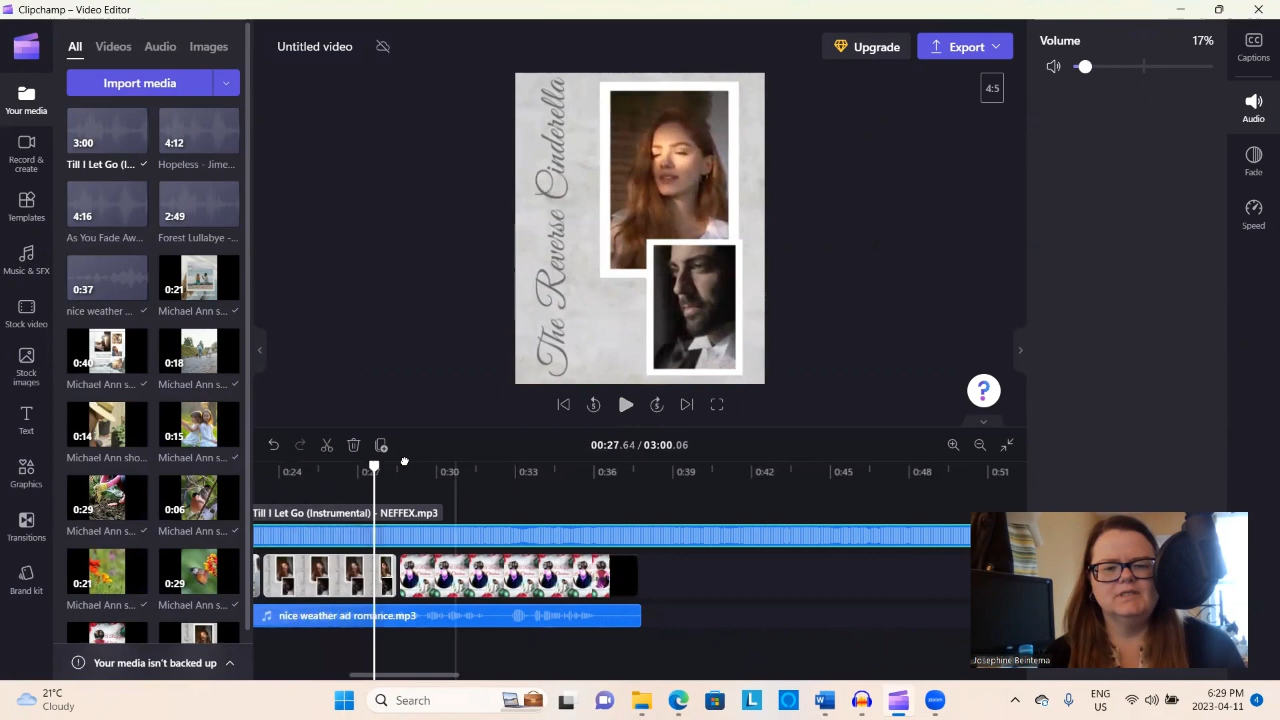 Clipchamp - Video Editor
All
Videos
Audio
Images
Import media
Your media
Record & create
Templates
Music & SFX
Stock video
Stock images
Text
Graphics
Transitions
Brand kit
3:00
Till I Let Go (I...
4:12
Hopeless - Jime...
4:16
As You Fade Aw...
2:49
Forest Lullabye -...
0:37
nice weather ...
0:21
Michael Ann s...
0:40
Michael Ann s...
0:18
Michael Ann s...
0:14
Michael Ann sho...
0:15
Michael Ann s...
0:29
Michael Ann s...
0:06
Michael Ann s...
0:21
Michael Ann s...
0:29
Michael Ann s...
Your media isn't backed up
Untitled video
Upgrade
Export
4:5
The Reverse Cinderella
5
5
?
00:27.64 / 03:00.06
0:24
0:30
0:33
0:36
0:39
0:42
0:45
0:48
0:51
Till I Let Go (Instrumental) - NEFFEX.mp3
nice weather ad romance.mp3
Volume
17%
CC
Captions
Audio
Fade
Speed
Josephine Beintema
21°C
Cloudy
Search
ENG
US
6:29 PM
2023-04-11
4